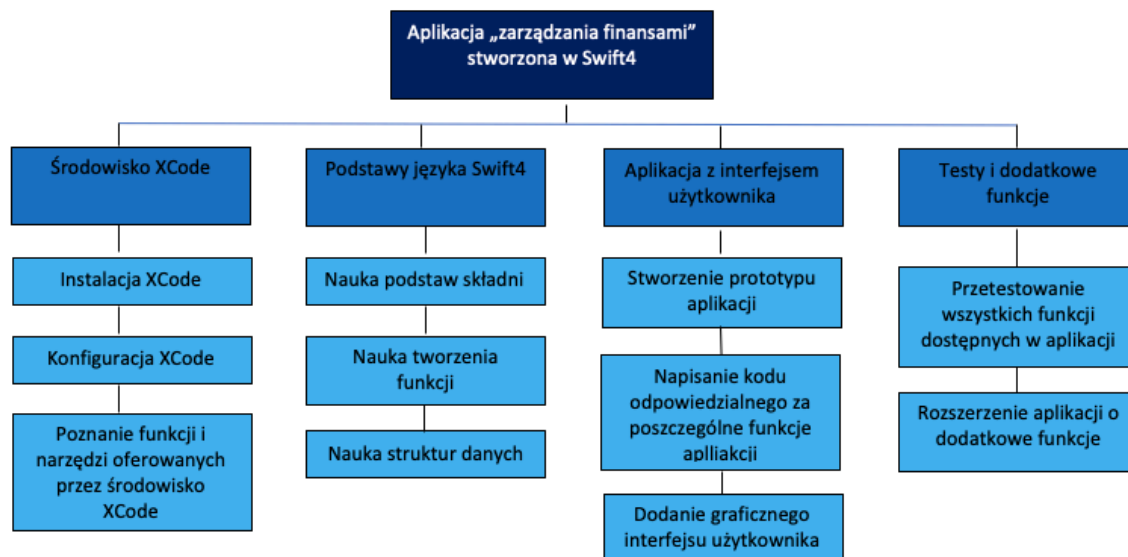 Aplikacja „zarządzania finansami”
stworzona w Swift4
Środowisko XCode
Instalacja XCode
Konfiguracja XCode
Poznanie funkcji i
narzędzi oferowanych
przez środowisko
XCode
Podstawy języka Swift4
Nauka podstaw składni
Nauka tworzenia
funkcji
Nauka struktur danych
Aplikacja z interfejsem
użytkownika
Stworzenie prototypu
aplikacji
Napisanie kodu
odpowiedzialnego za
poszczególne funkcje
aplliakcji
Dodanie graficznego
interfejsu użytkownika
Testy i dodatkowe
funkcje
Przetestowanie
wszystkich funkcji
dostępnych w aplikacji
Rozszerzenie aplikacji o
dodatkowe funkcje